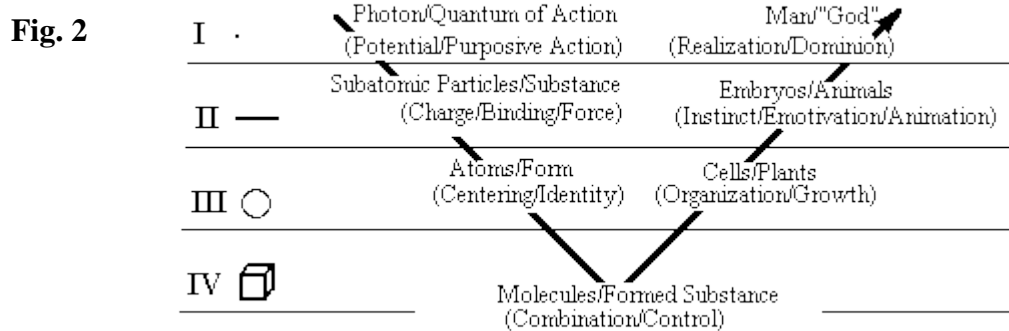 Fig. 2
I
Photon/Quantum of Action
(Potential/Purposive Action)
Man/"God"
(Realization/Dominion)
II
Subatomic Particles/Substance
(Charge/Binding/Force)
Embryos/Animals
(Instinct/Emotivation/Animation)
III
Atoms/Form
(Centering/Identity)
Cells/Plants
(Organization/Growth)
IV
Molecules/Formed Substance
(Combination/Control)